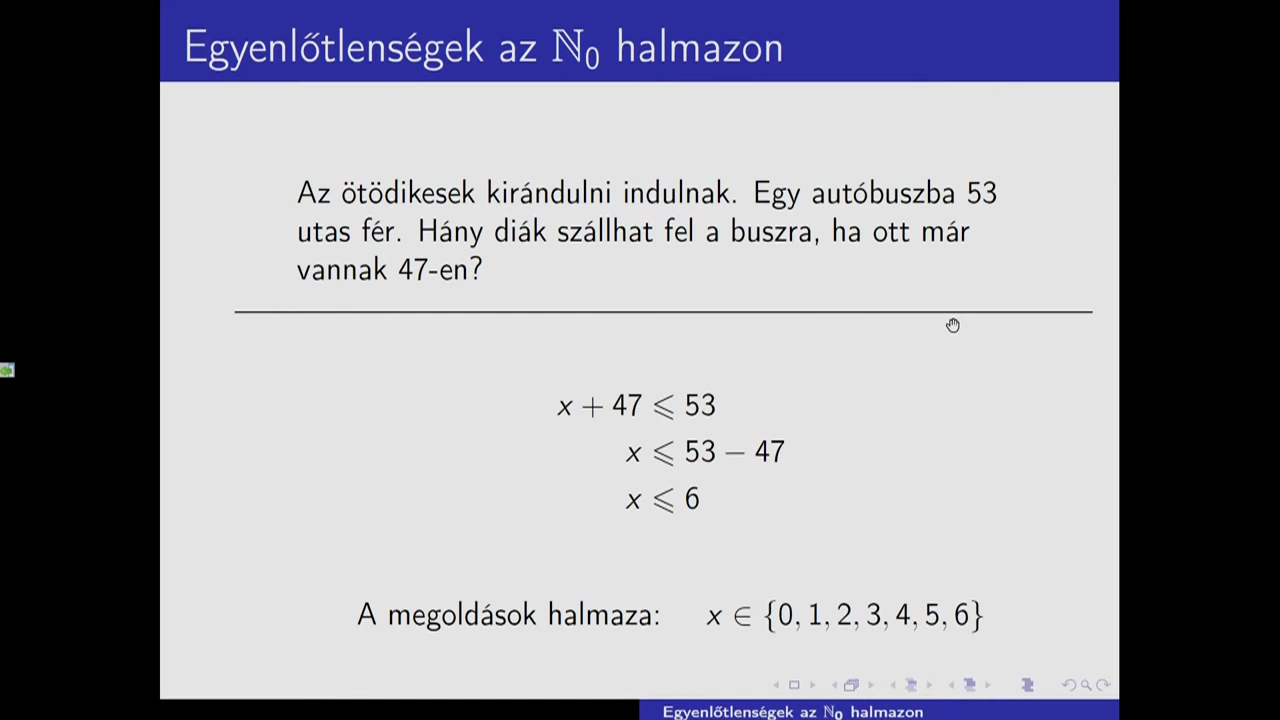 Egyenlőtlenségek az ℕ₀ halmazon
Az ötödikesek kirándulni indulnak. Egy autóbuszba 53
utas fér. Hány diák szállhat fel a buszra, ha ott már
vannak 47-en?
x + 47 ⩽ 53
x ⩽ 53 − 47
x ⩽ 6
A megoldások halmaza: x ∈ {0, 1, 2, 3, 4, 5, 6}
Egyenlőtlenségek az ℕ₀ halmazon